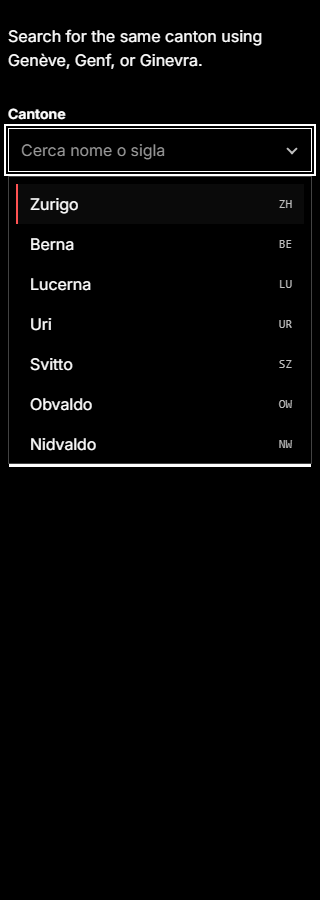 Search for the same canton using
Genève, Genf, or Ginevra.
Cantone
Cerca nome o sigla
Zurigo ZH
Berna BE
Lucerna LU
Uri UR
Svitto SZ
Obvaldo OW
Nidvaldo NW